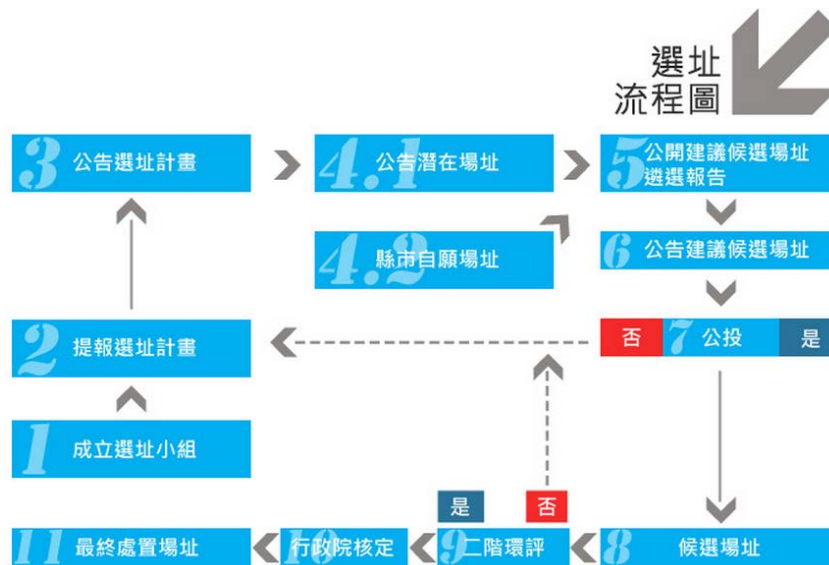 選址
流程圖
3 公告選址計畫
4.1 公告潛在場址
5 公開建議候選場址
遴選報告
4.2 縣市自願場址
6 公告建議候選場址
2 提報選址計畫
否 7 公投 是
1 成立選址小組
是 否
11 最終處置場址
10 行政院核定
9 二階環評
8 候選場址